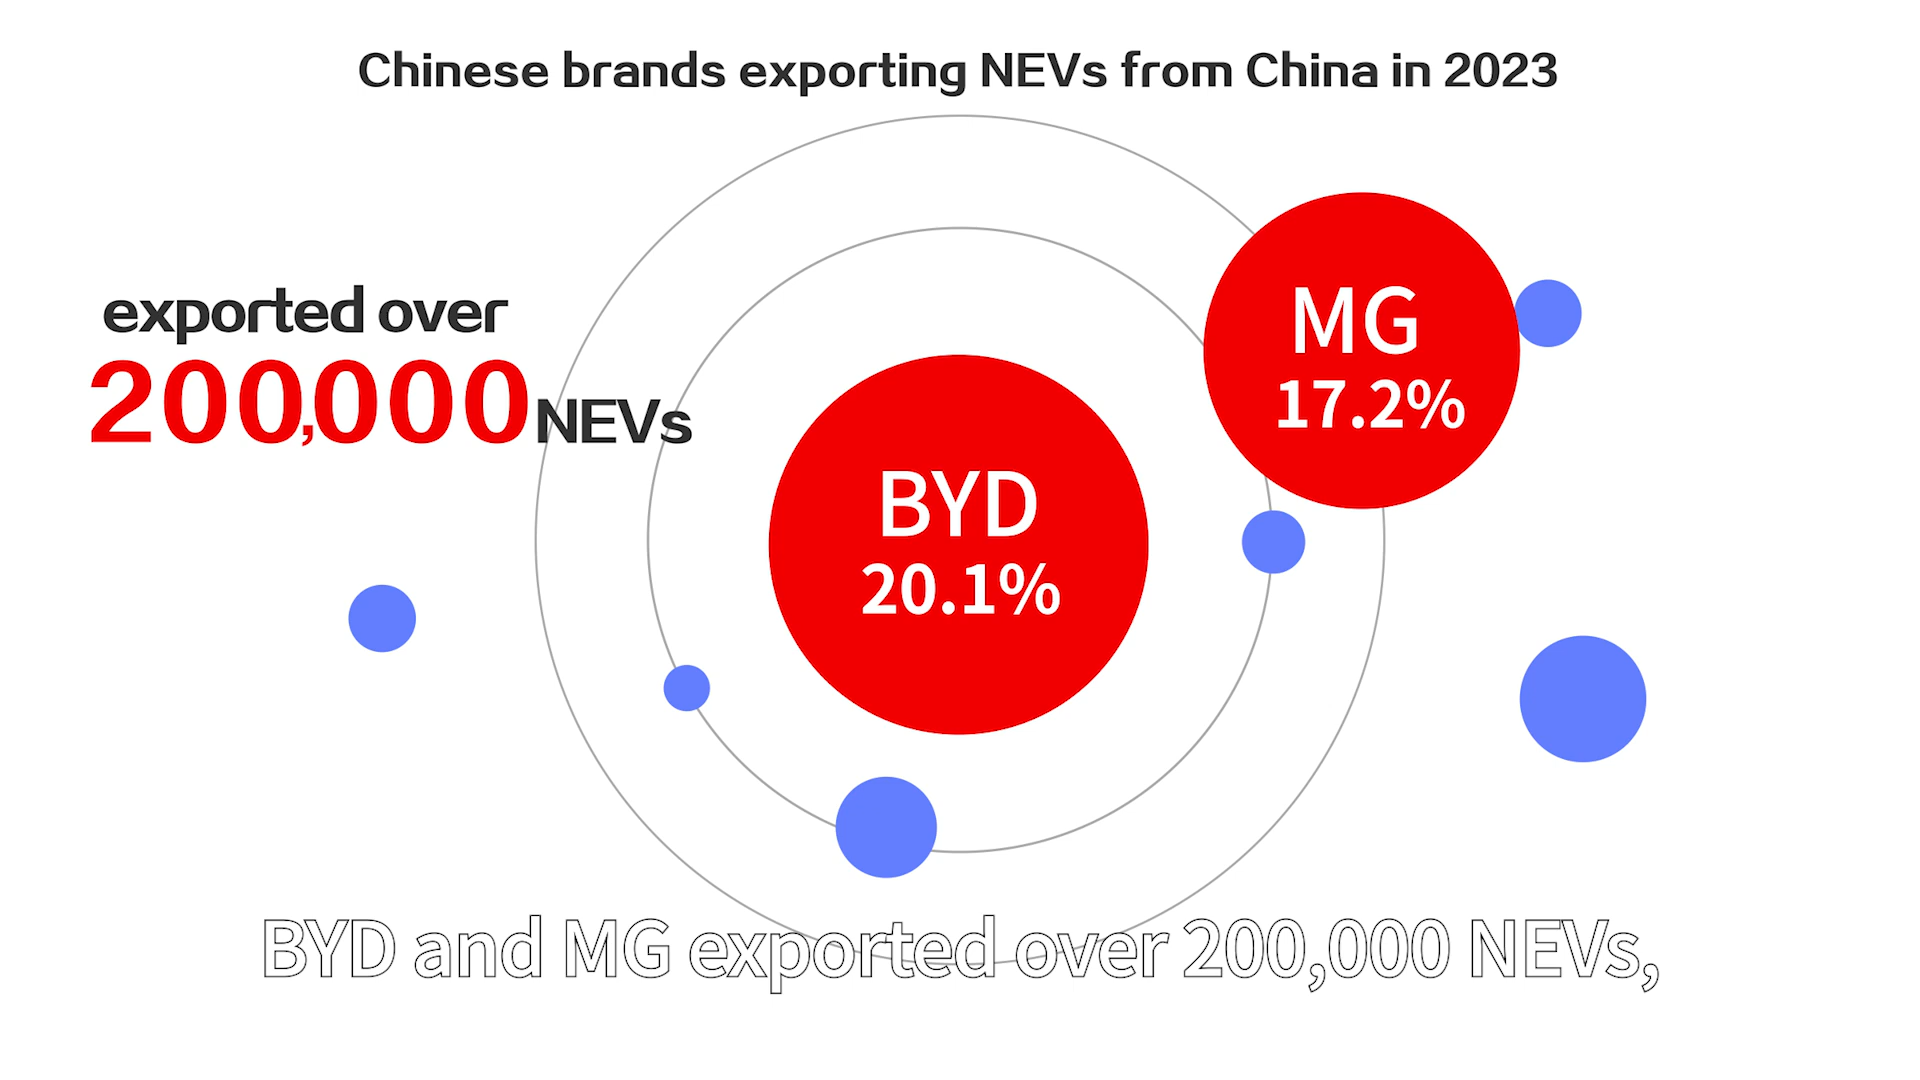 Chinese brands exporting NEVs from China in 2023
exported over
200,000 NEVs
MG
17.2%
BYD
20.1%
BYD and MG exported over 200,000 NEVs,